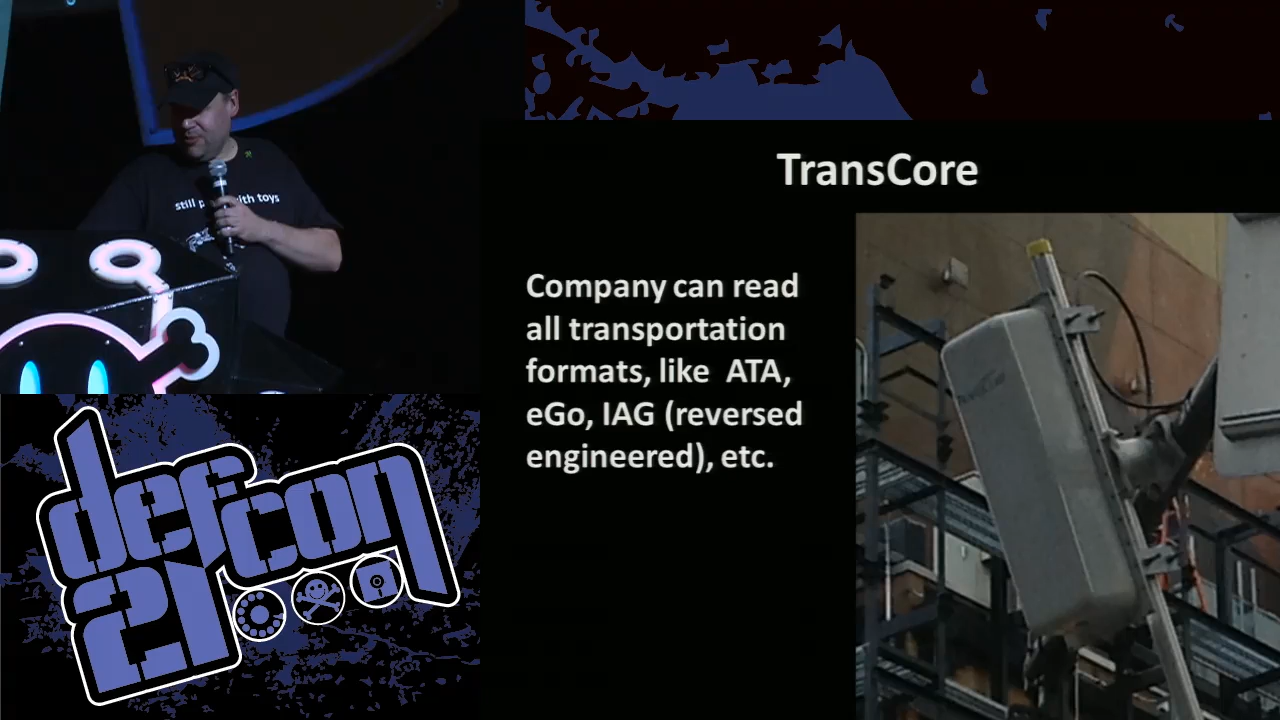 TransCore
Company can read
all transportation
formats, like ATA,
eGo, IAG (reversed
engineered), etc.
still p with toys
defcon
21